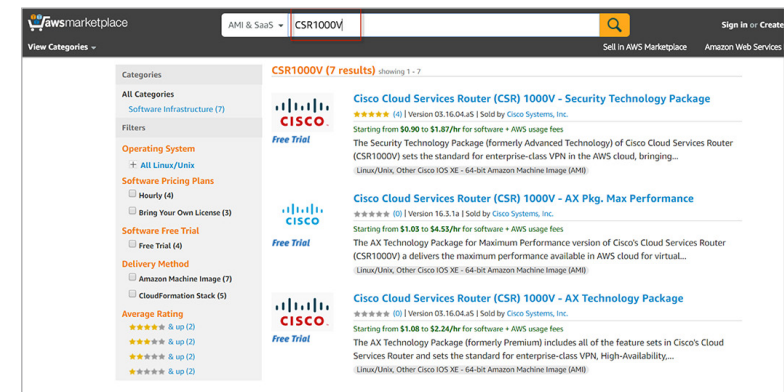 awsmarketplace
AMI & SaaS
CSR1000V
Sign in or Create
View Categories
Sell in AWS Marketplace
Amazon Web Services
Categories
All Categories
Software Infrastructure (7)
Filters
Operating System
+ All Linux/Unix
Software Pricing Plans
Hourly (4)
Bring Your Own License (3)
Software Free Trial
Free Trial (4)
Delivery Method
Amazon Machine Image (7)
CloudFormation Stack (5)
Average Rating
& up (2)
& up (2)
& up (2)
& up (2)
CSR1000V (7 results) showing 1 - 7
CISCO
Free Trial
Cisco Cloud Services Router (CSR) 1000V - Security Technology Package
(4) | Version 03.16.04.aS | Sold by Cisco Systems, Inc.
Starting from $0.90 to $1.87/hr for software + AWS usage fees
The Security Technology Package (formerly Advanced Technology) of Cisco Cloud Services Router
(CSR1000V) sets the standard for enterprise-class VPN in the AWS cloud, bringing...
Linux/Unix, Other Cisco IOS XE - 64-bit Amazon Machine Image (AMI)
CISCO
Free Trial
Cisco Cloud Services Router (CSR) 1000V - AX Pkg. Max Performance
(0) | Version 16.3.1a | Sold by Cisco Systems, Inc.
Starting from $1.03 to $4.53/hr for software + AWS usage fees
The AX Technology Package for Maximum Performance version of Cisco's Cloud Services Router
(CSR1000V) a delivers the maximum performance available in AWS cloud for virtual...
Linux/Unix, Other Cisco IOS XE - 64-bit Amazon Machine Image (AMI)
CISCO
Free Trial
Cisco Cloud Services Router (CSR) 1000V - AX Technology Package
(0) | Version 03.16.04.aS | Sold by Cisco Systems, Inc.
Starting from $1.08 to $2.24/hr for software + AWS usage fees
The AX Technology Package (formerly Premium) includes all of the feature sets in Cisco's Cloud
Services Router and sets the standard for enterprise-class VPN, High-Availability,...
Linux/Unix, Other Cisco IOS XE - 64-bit Amazon Machine Image (AMI)